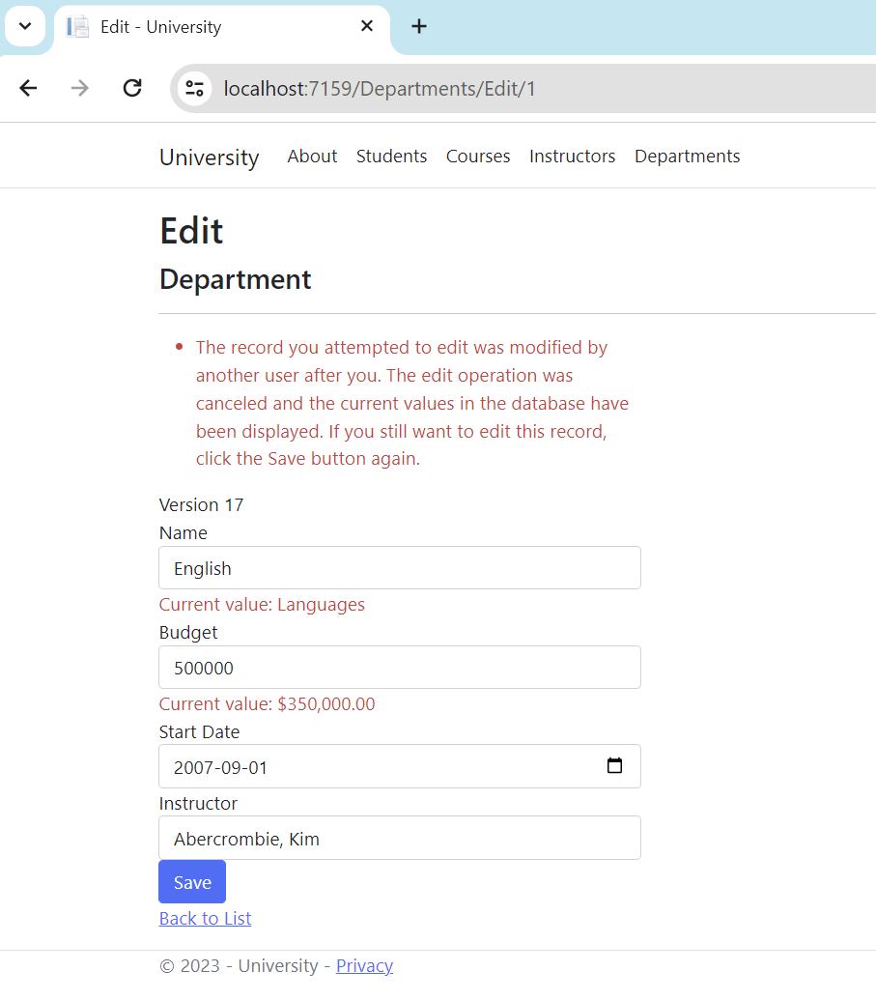 Edit - University
localhost:7159/Departments/Edit/1
University About Students Courses Instructors Departments
Edit
Department
The record you attempted to edit was modified by
another user after you. The edit operation was
canceled and the current values in the database have
been displayed. If you still want to edit this record,
click the Save button again.
Version 17
Name
English
Current value: Languages
Budget
500000
Current value: $350,000.00
Start Date
2007-09-01
Instructor
Abercrombie, Kim
Save
Back to List
© 2023 - University - Privacy